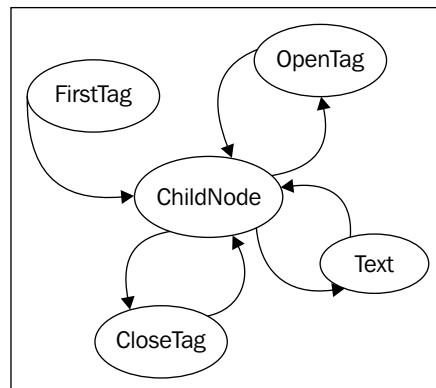 OpenTag
FirstTag
ChildNode
Text
CloseTag